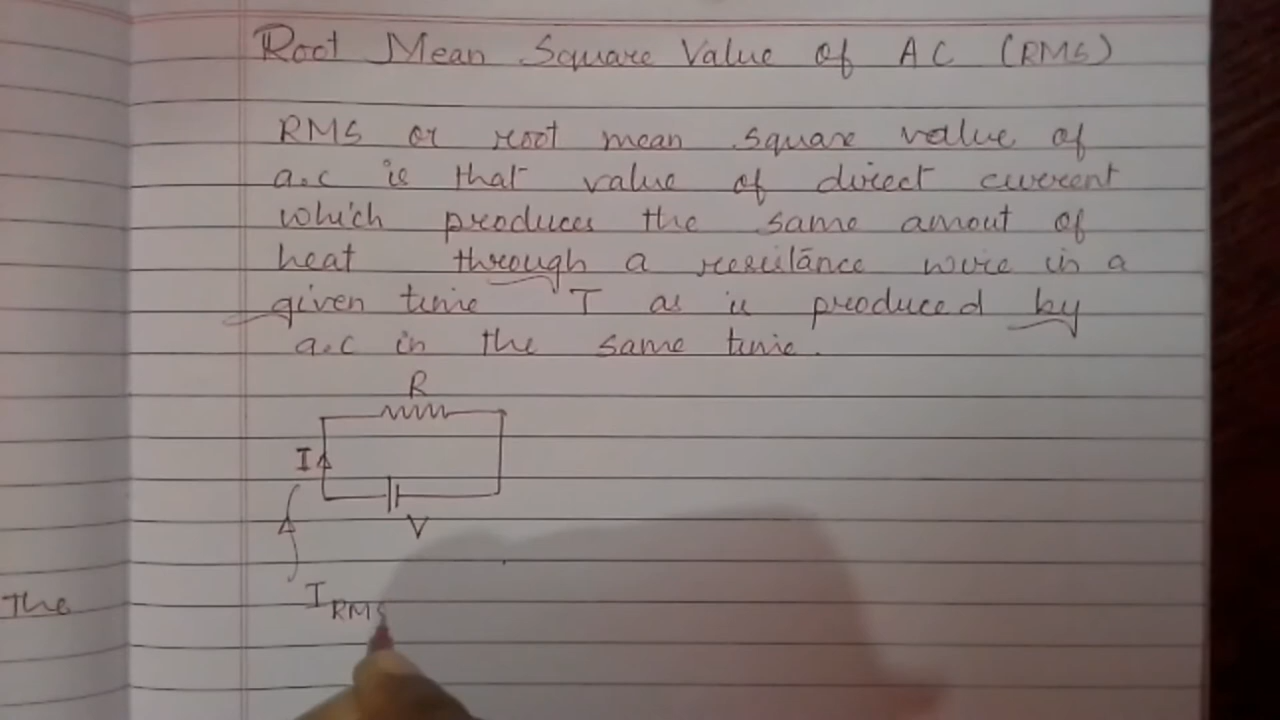 Root Mean Square Value of AC (RMS)
RMS or root mean square value of
a.c is that value of direct current
which produces the same amout of
heat through a resistance wire in a
given time T as is produced by
a.c in the same time.
R
I
V
The
I RMS